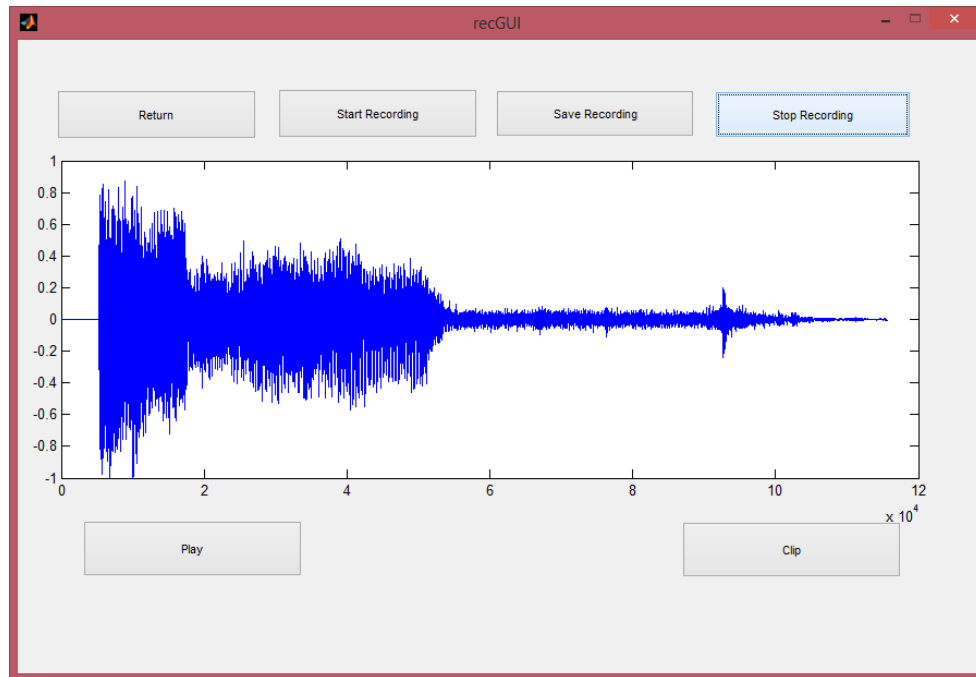 recGUI
Return Start Recording Save Recording Stop Recording
1
0.8
0.6
0.4
0.2
0
-0.2
-0.4
-0.6
-0.8
-1
0 2 4 6 8 10 12
x 10^4
Play Clip